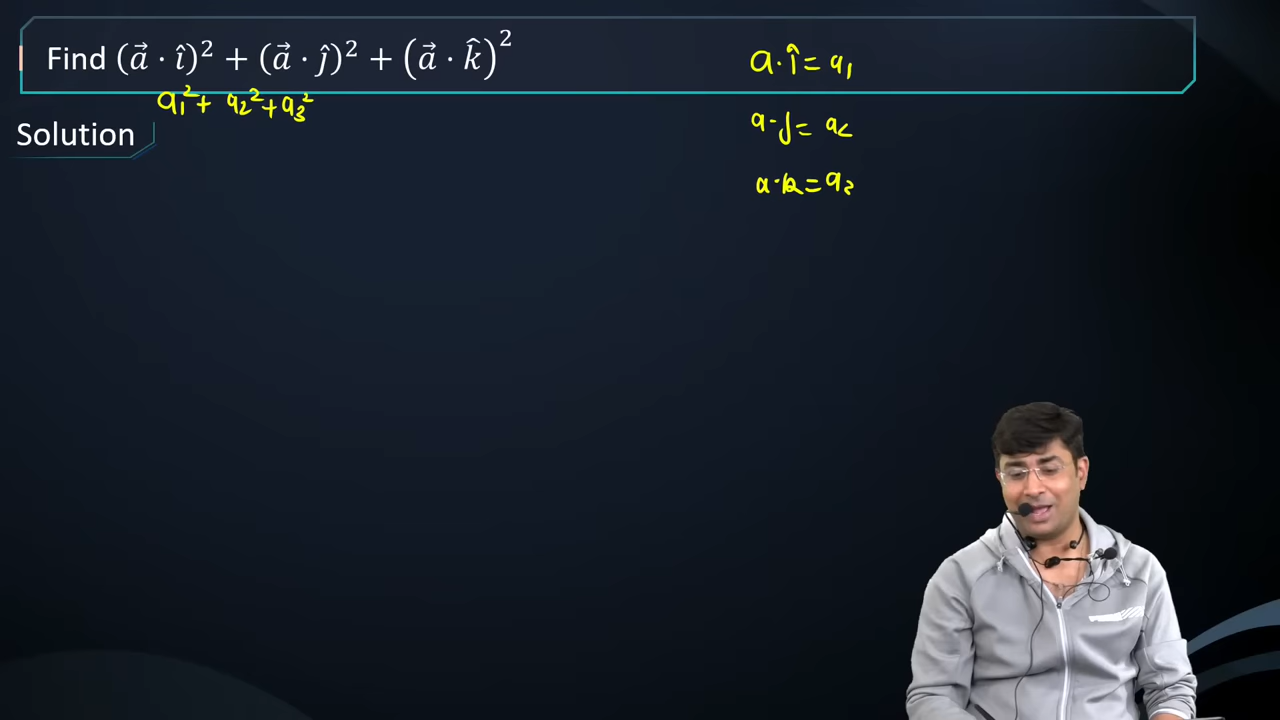 Find (a⃗ · î)² + (a⃗ · ĵ)² + (a⃗ · k̂)²
a₁² + a₂² + a₃²
Solution
a · î = a₁
a · j = a₂
a · k = a₃